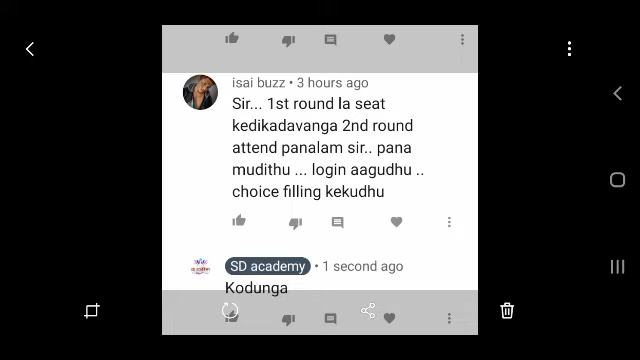 isai buzz • 3 hours ago
Sir... 1st round la seat
kedikadavanga 2nd round
attend panalam sir.. pana
mudithu ... login aagudhu ..
choice filling kekudhu
SD academy • 1 second ago
Kodunga